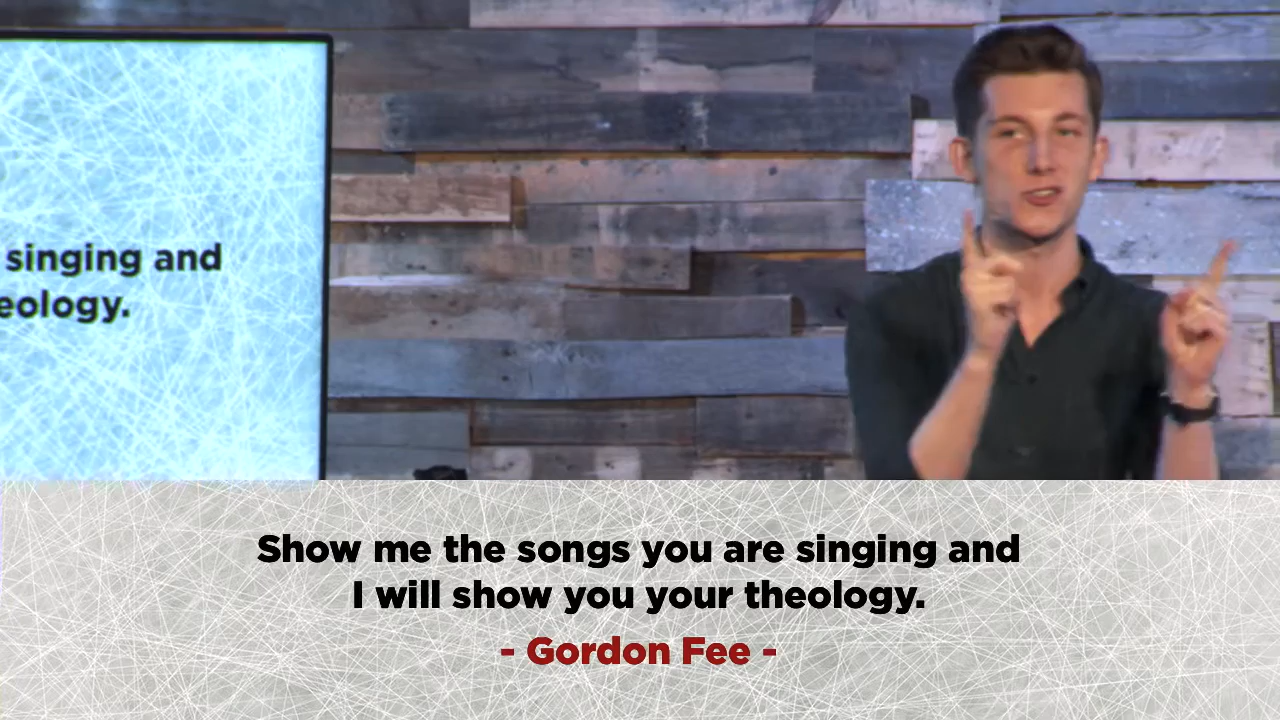 singing and
eology.
Show me the songs you are singing and
I will show you your theology.
- Gordon Fee -